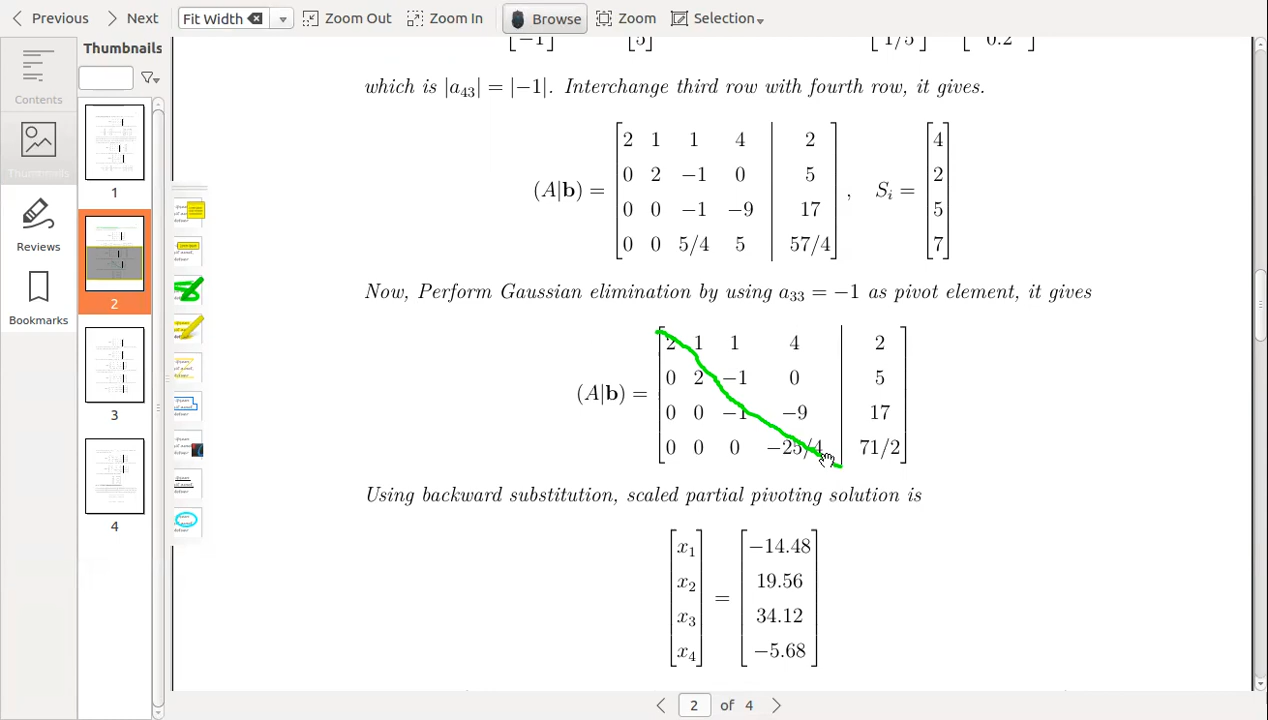 Previous Next Fit Width Zoom Out Zoom In Browse Zoom Selection
Thumbnails
Contents
Thumbnails
Reviews
Bookmarks
1
2
3
4
[−1] [5] [1/5] [0.2]
which is |a₄₃| = |−1|. Interchange third row with fourth row, it gives.
2 1 1 4 | 2 4
0 2 −1 0 | 5 2
(A|b) = , Sᵢ =
0 0 −1 −9 | 17 5
0 0 5/4 5 | 57/4 7
Now, Perform Gaussian elimination by using a₃₃ = −1 as pivot element, it gives
2 1 1 4 | 2
0 2 −1 0 | 5
(A|b) =
0 0 −1 −9 | 17
0 0 0 −25/4 | 71/2
Using backward substitution, scaled partial pivoting solution is
x₁ −14.48
x₂ 19.56
=
x₃ 34.12
x₄ −5.68
2 of 4